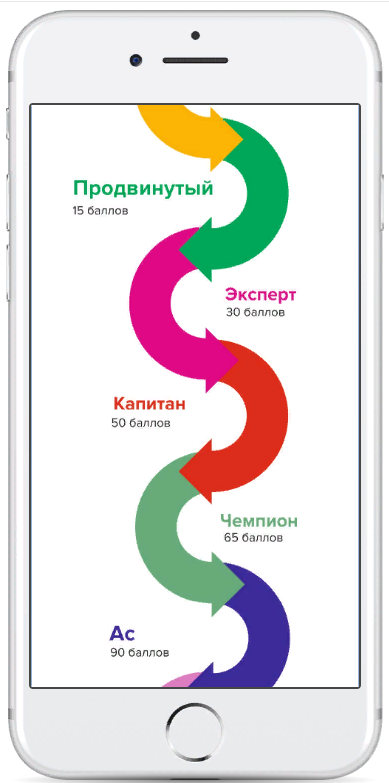 Продвинутый
15 баллов
Эксперт
30 баллов
Капитан
50 баллов
Чемпион
65 баллов
Ас
90 баллов